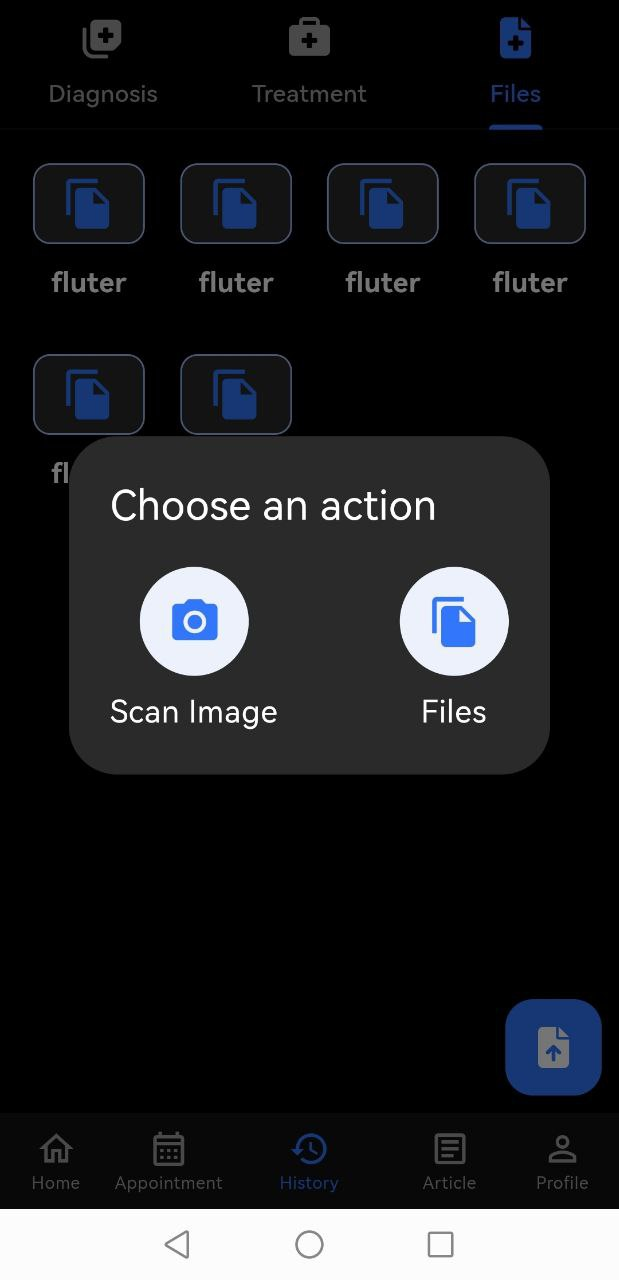 Diagnosis Treatment Files
fluter fluter fluter fluter
Choose an action
Scan Image Files
Home Appointment History Article Profile